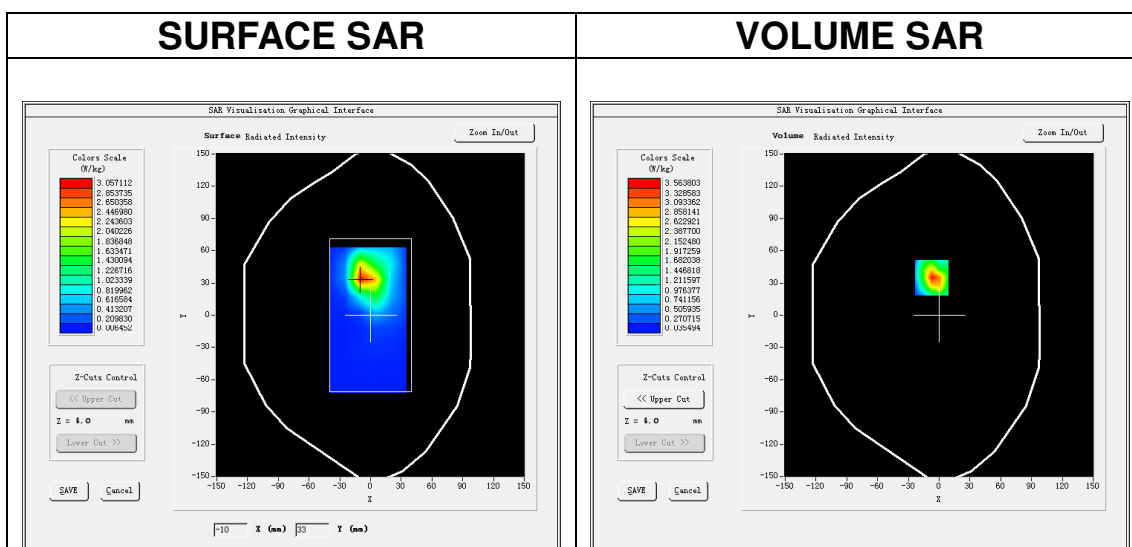 SURFACE SAR
VOLUME SAR
SAR Visualisation Graphical Interface
Surface Radiated Intensity
Zoom In/Out
Colors Scale
(W/kg)
3.057112
2.853735
2.650358
2.446980
2.243603
2.040226
1.836848
1.633471
1.430094
1.226716
1.023339
0.819962
0.616584
0.413207
0.209830
0.006452
Z-Cuts Control
<< Upper Cut
Z = 4.0 mm
Lower Cut >>
SAVE Cancel
150
120
90
60
30
0
-30
-60
-90
-120
-150
Y
-150 -120 -90 -60 -30 0 30 60 90 120 150
X
-10 X (mm) 33 Y (mm)
SAR Visualisation Graphical Interface
Volume Radiated Intensity
Zoom In/Out
Colors Scale
(W/kg)
3.563803
3.328583
3.093362
2.858141
2.622921
2.387700
2.152480
1.917259
1.682038
1.446818
1.211597
0.976377
0.741156
0.505935
0.270715
0.035494
Z-Cuts Control
<< Upper Cut
Z = 4.0 mm
Lower Cut >>
SAVE Cancel
150
120
90
60
30
0
-30
-60
-90
-120
-150
Y
-150 -120 -90 -60 -30 0 30 60 90 120 150
X